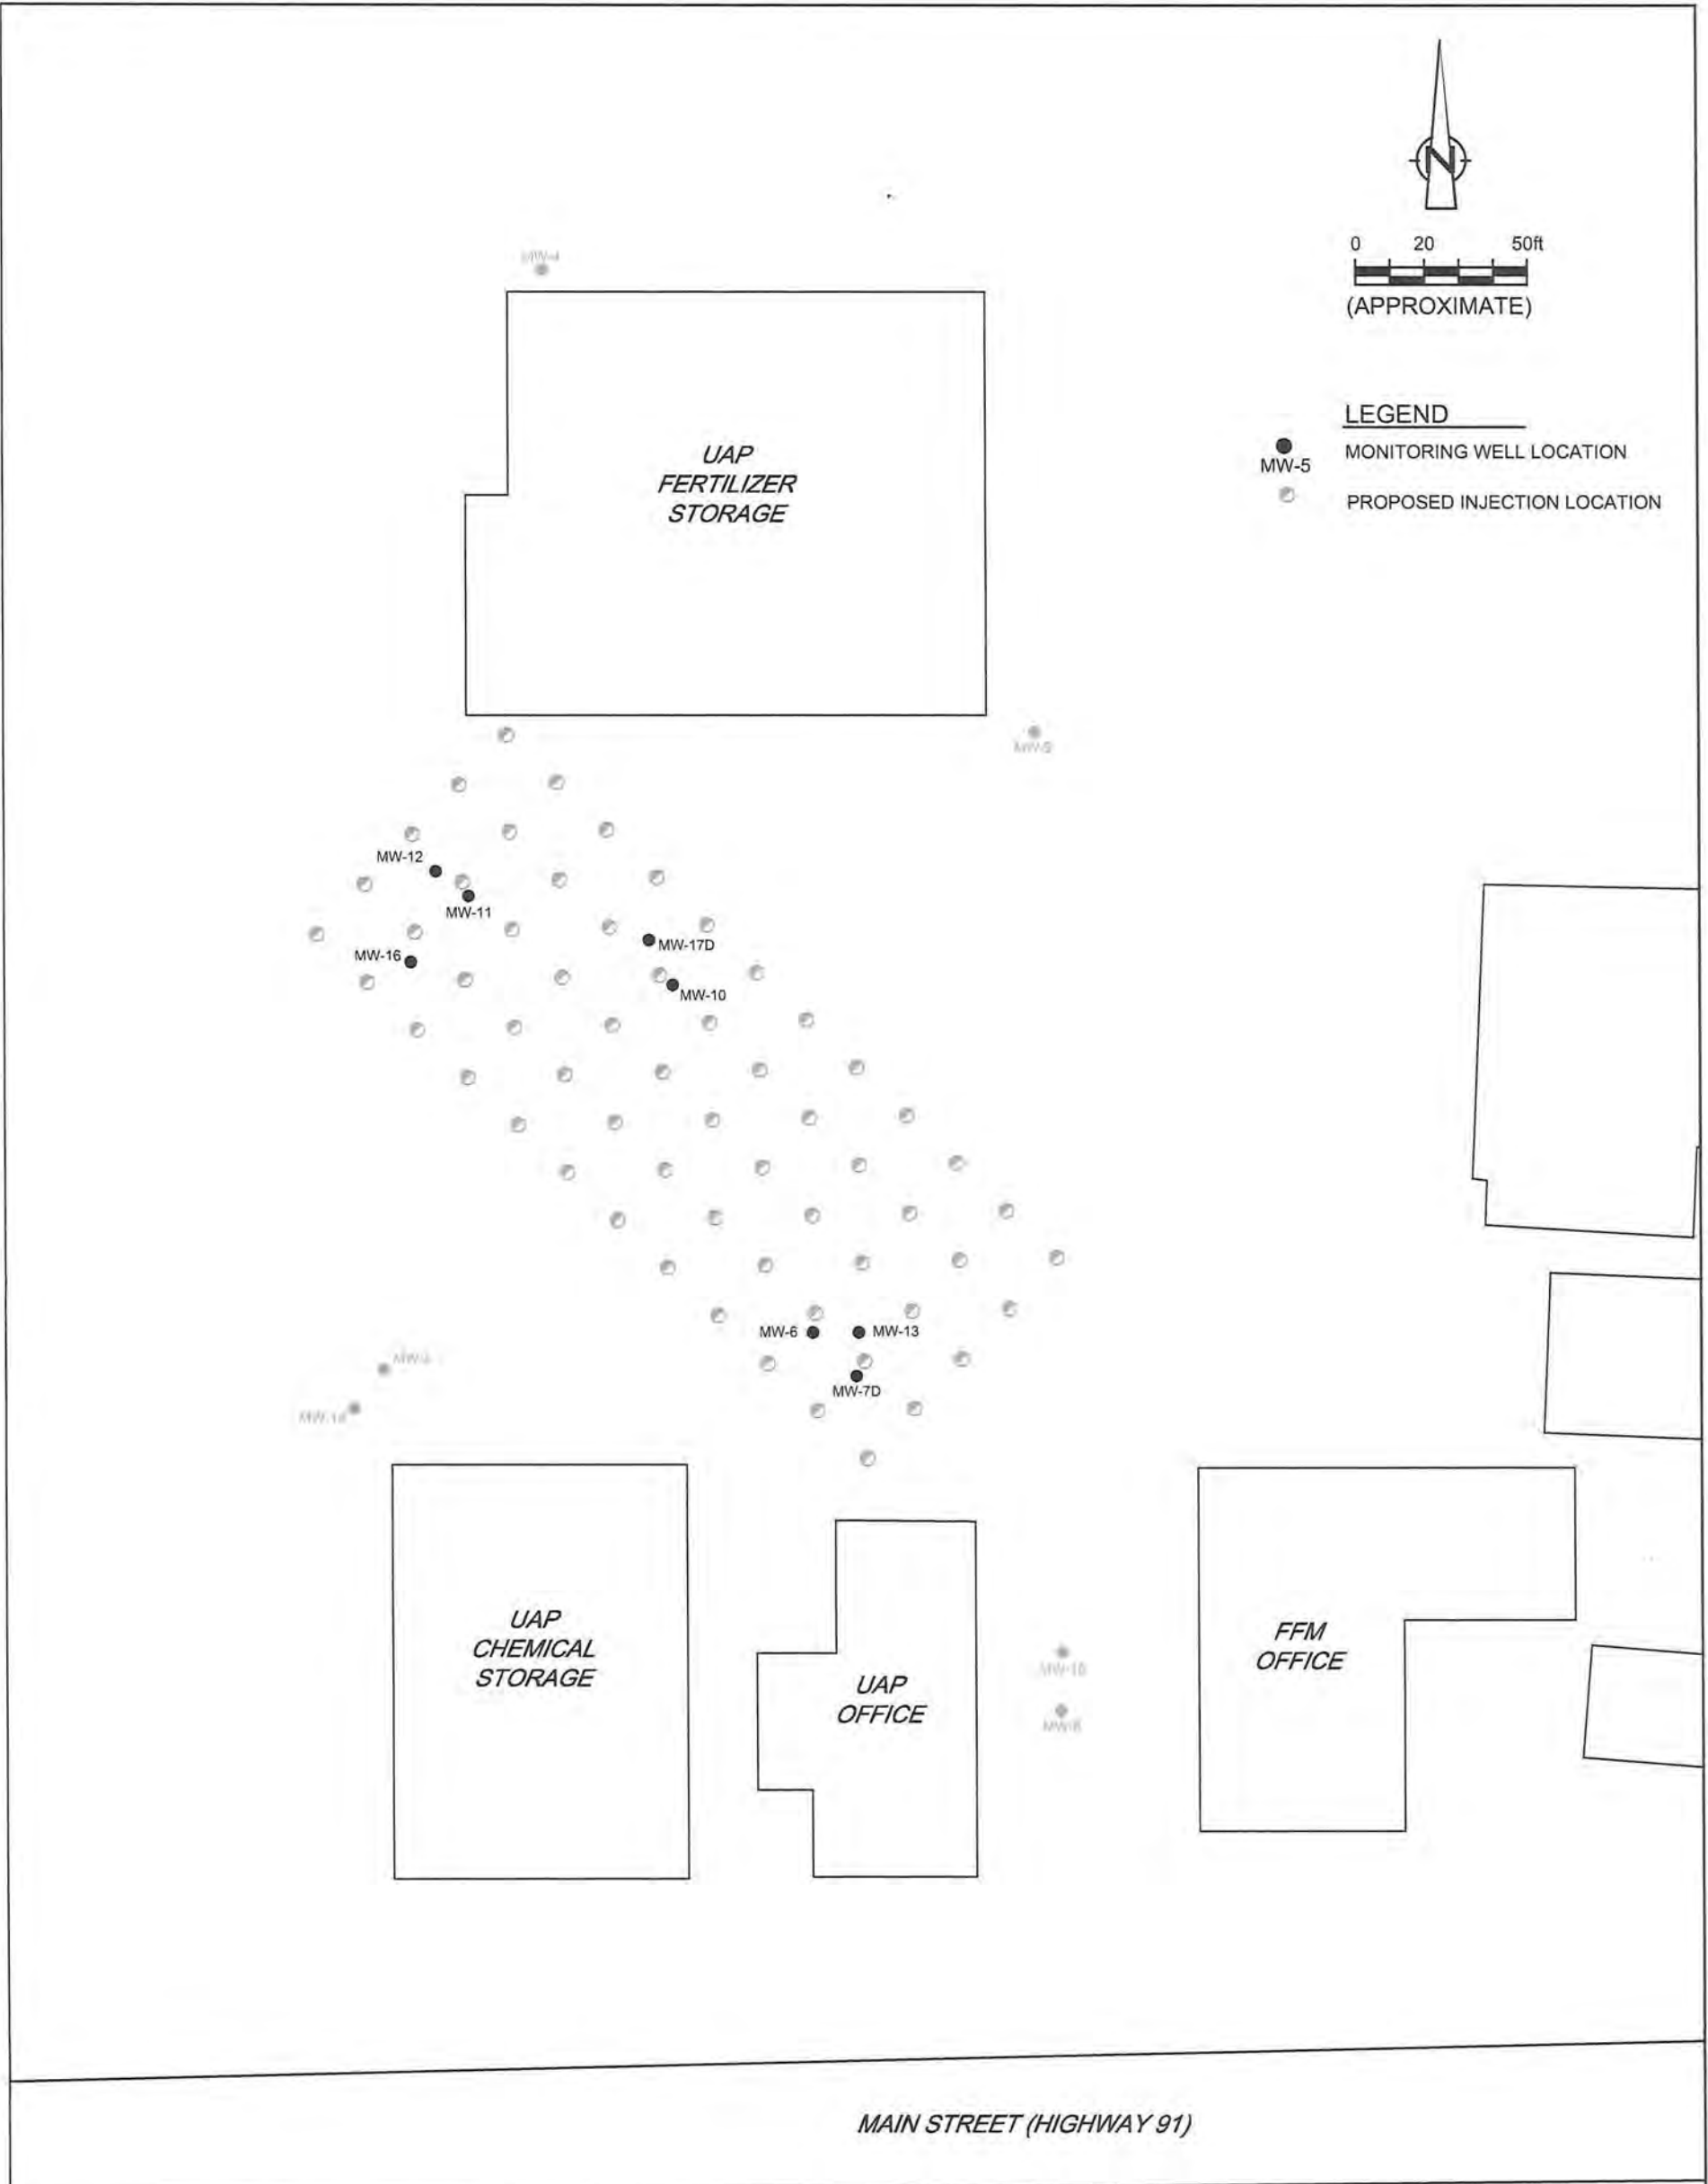 N
0 20 50ft
(APPROXIMATE)
MW-4
LEGEND
MW-5
MONITORING WELL LOCATION
PROPOSED INJECTION LOCATION
UAP
FERTILIZER
STORAGE
MW-12
MW-11
MW-17D
MW-16
MW-10
MW-6
MW-13
MW-7D
UAP
CHEMICAL
STORAGE
UAP
OFFICE
FFM
OFFICE
MAIN STREET (HIGHWAY 91)